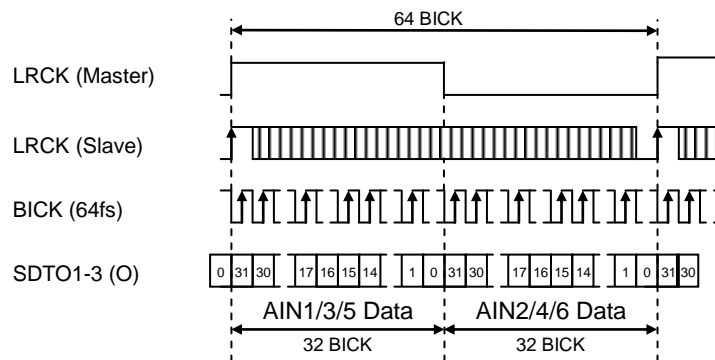 64 BICK
LRCK (Master)
LRCK (Slave)
BICK (64fs)
SDTO1-3 (O)
0 31 30 17 16 15 14 1 0 31 30 17 16 15 14 1 0 31 30
AIN1/3/5 Data AIN2/4/6 Data
32 BICK 32 BICK